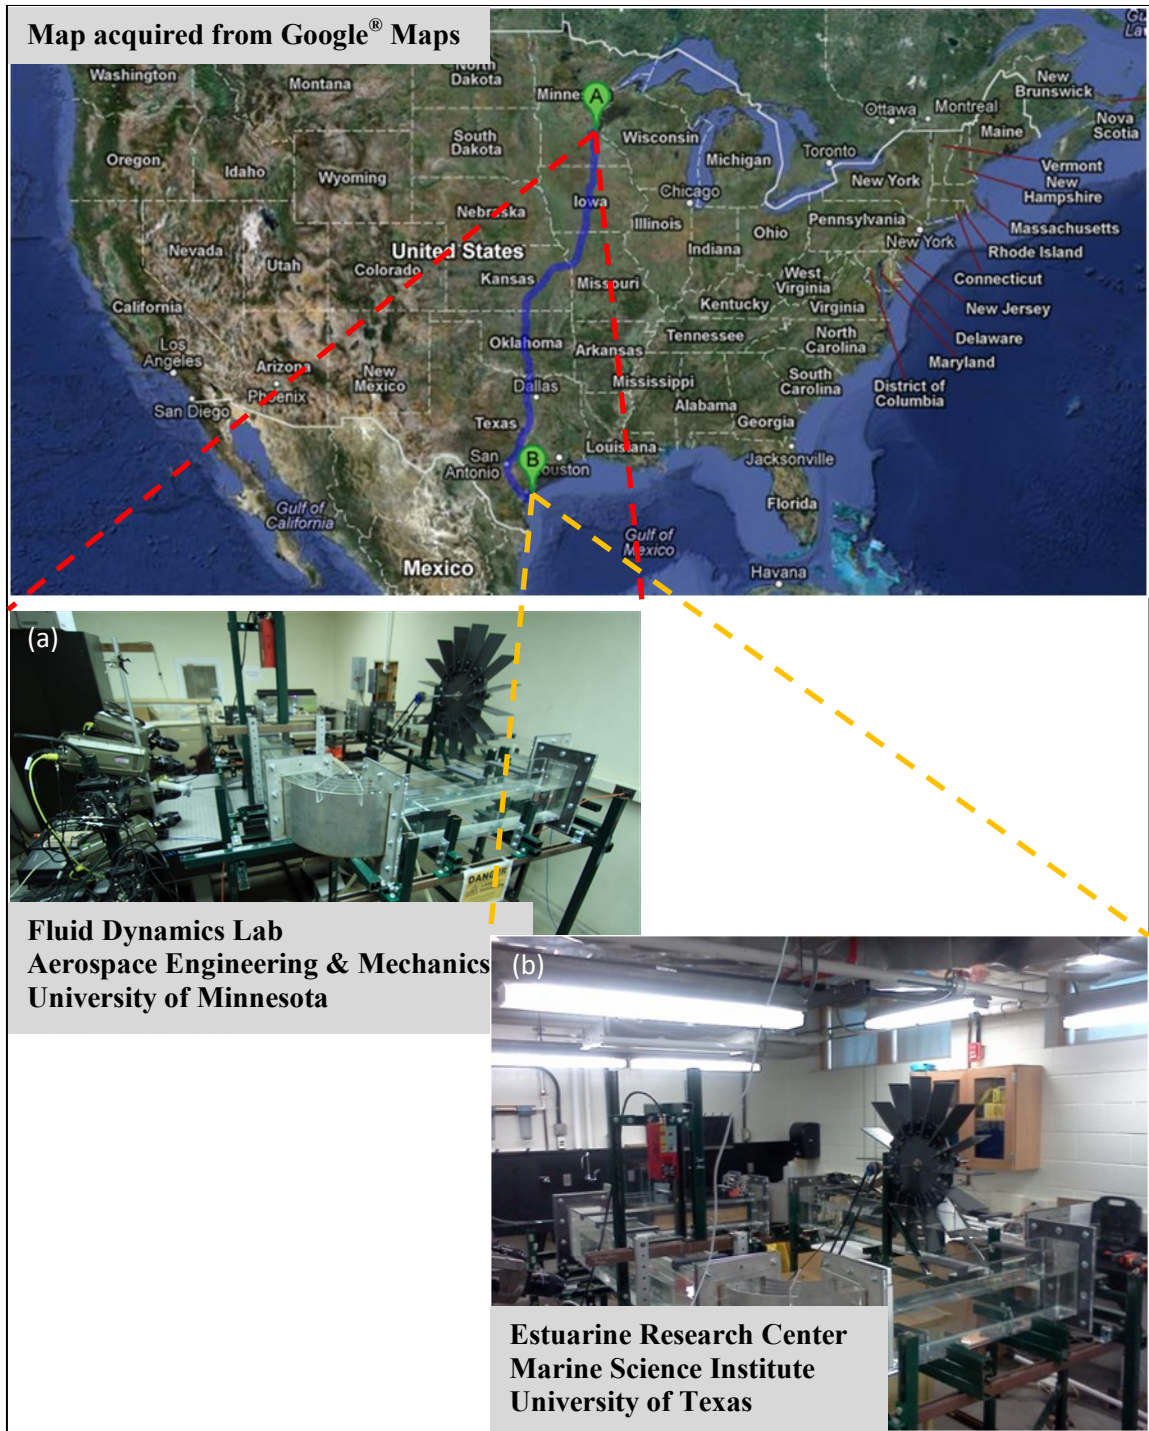 Map acquired from Google® Maps
Washington
Montana
North
Dakota
Minne
A
Wisconsin
Ottawa
Montreal
New
Brunswick
Maine
Nova
Scotia
Oregon
Idaho
Wyoming
South
Dakota
Michigan
Toronto
New York
Vermont
New
Hampshire
Nebraska
Iowa
Chicago
Illinois
Indiana
Ohio
Pennsylvania
New York
Massachusetts
Rhode Island
Connecticut
Nevada
Utah
Colorado
United States
Kansas
Missouri
West
Virginia
Kentucky
Virginia
New Jersey
Delaware
Maryland
District of
Columbia
California
Los
Angeles
Arizona
Phoenix
San Diego
New
Mexico
Oklahoma
Arkansas
Tennessee
North
Carolina
South
Carolina
Dallas
Mississippi
Alabama
Georgia
Texas
San
Antonio
B
ouston
Louisiana
Jacksonville
Florida
Gulf of
California
Gulf of
Mexico
Mexico
Havana
(a)
DANGER
Fluid Dynamics Lab
Aerospace Engineering & Mechanics
University of Minnesota
(b)
Estuarine Research Center
Marine Science Institute
University of Texas